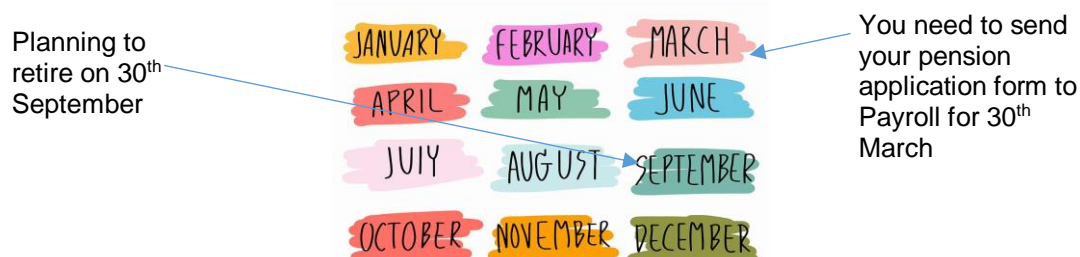 Planning to
retire on 30th
September
JANUARY FEBRUARY MARCH
APRIL MAY JUNE
JUlY AUGUST SEPTEMBER
OCTOBER NOVEMBER DECEMBER
You need to send
your pension
application form to
Payroll for 30th
March